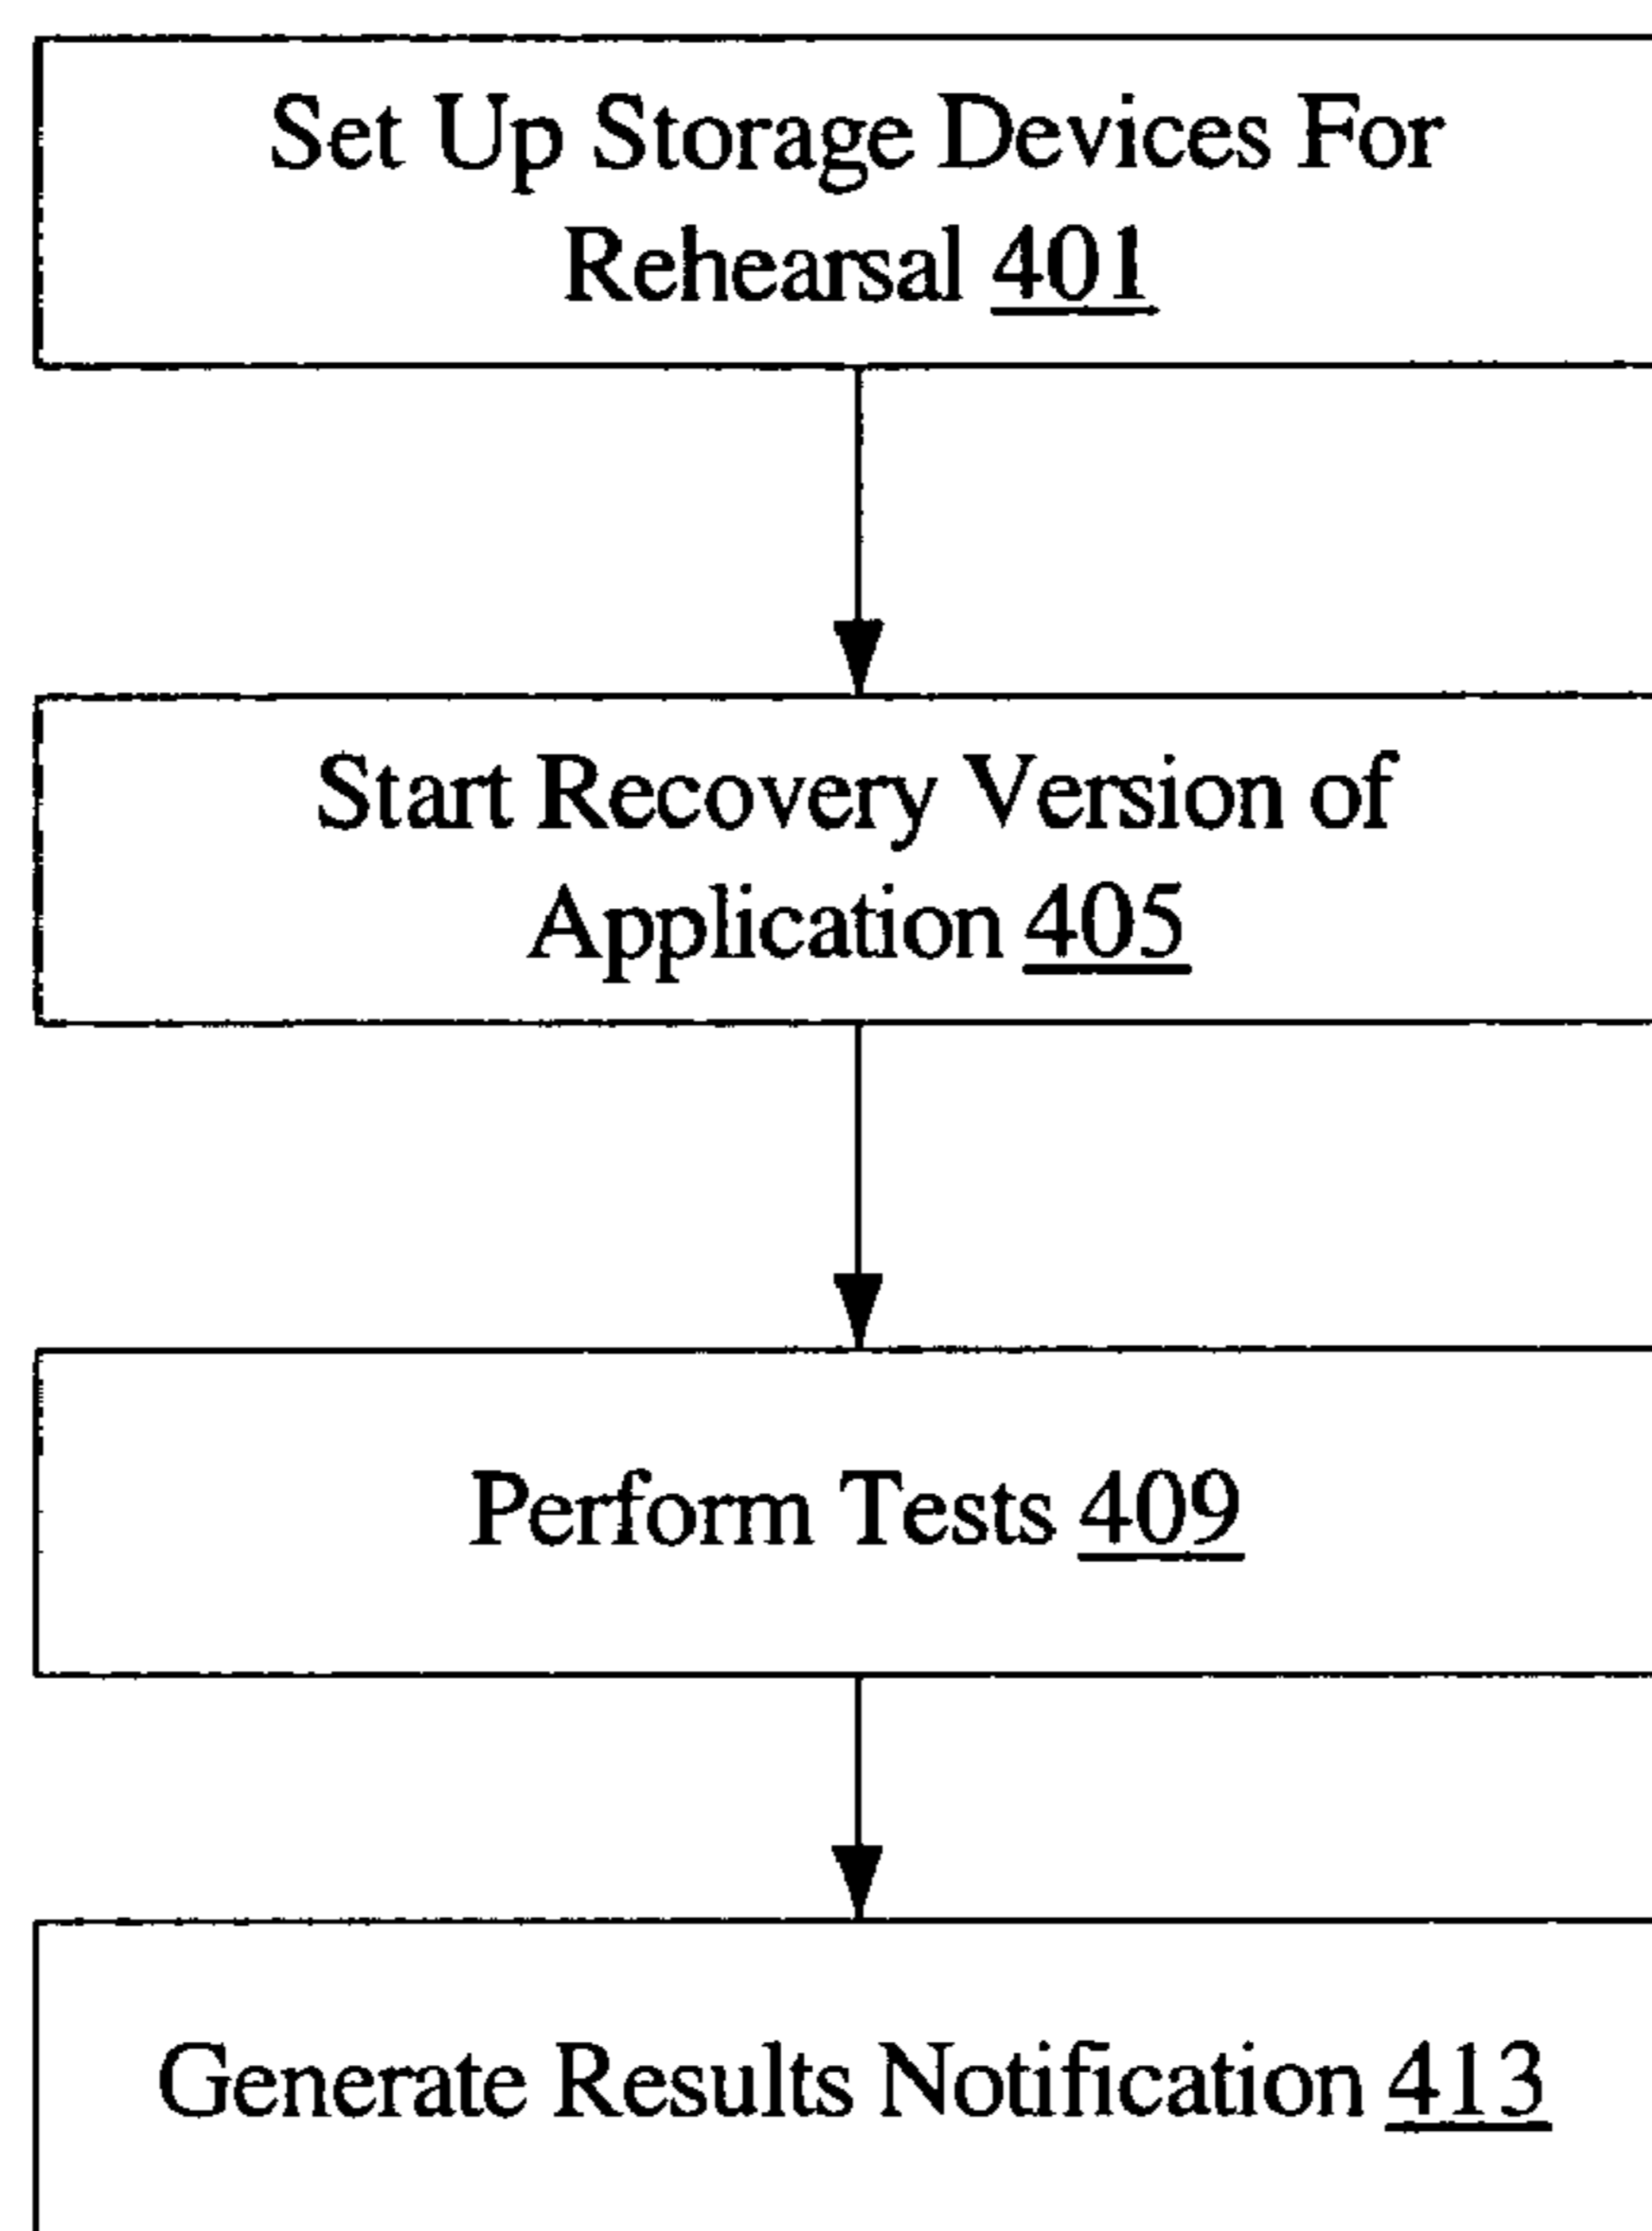 Set Up Storage Devices For
Rehearsal 401
Start Recovery Version of
Application 405
Perform Tests 409
Generate Results Notification 413